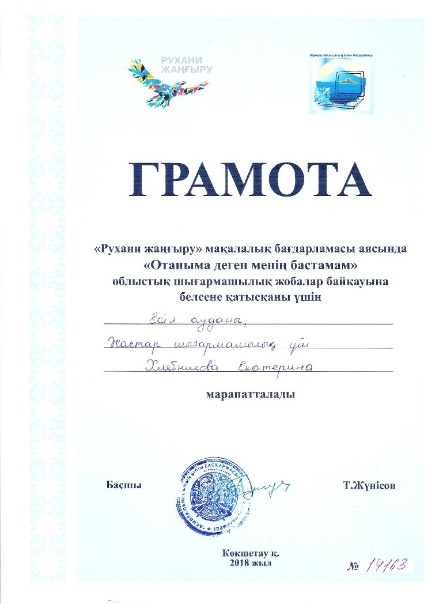 РУХАНИ
ЖАҢҒЫРУ
ГРАМОТА
«Рухани жаңғыру» мақалалық бағдарламасы аясында
«Отаныма деген менің бастамам»
облыстық шығармашылық жобалар байқауына
белсене қатысқаны үшін
Есіл ауданы,
Жастар шығармашылық үйі
Хлебникова Екатерина
марапатталады
Басшы Т.Жүнісов
Көкшетау қ.
2018 жыл
№ 14163